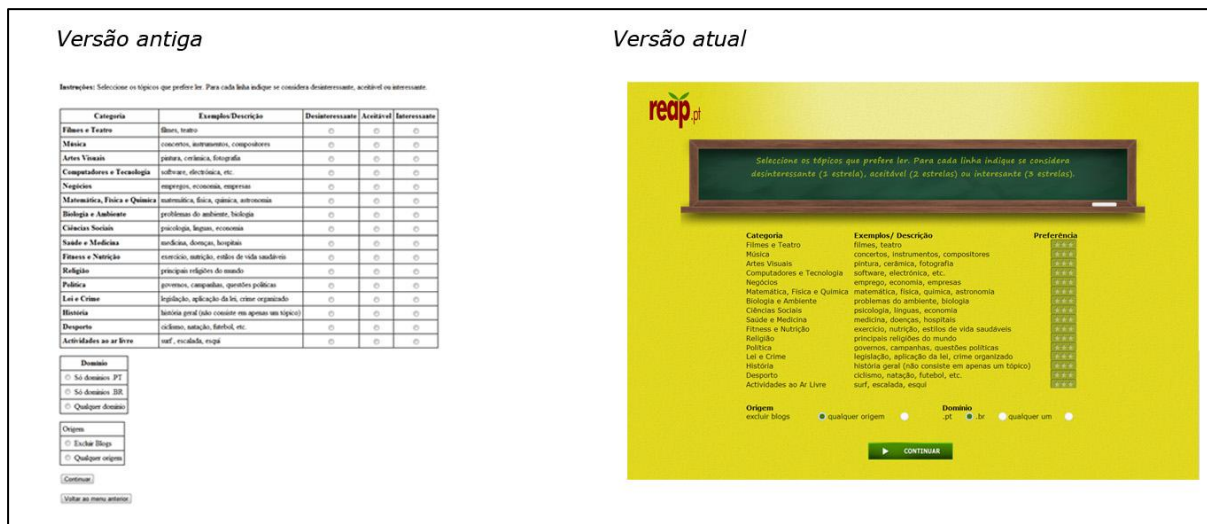 Versão antiga
Instruções: Seleccione os tópicos que prefere ler. Para cada linha indique se considera desinteressante, aceitável ou interessante.
Categoria Exemplos/Descrição Desinteressante Aceitável Interessante
Filmes e Teatro filmes, teatro
Música concertos, instrumentos, compositores
Artes Visuais pintura, cerâmica, fotografia
Computadores e Tecnologia software, electrónica, etc.
Negócios empregos, economia, empresas
Matemática, Física e Química matemática, física, química, astronomia
Biologia e Ambiente problemas do ambiente, biologia
Ciências Sociais psicologia, línguas, economia
Saúde e Medicina medicina, doenças, hospitais
Fitness e Nutrição exercício, nutrição, estilos de vida saudáveis
Religião principais religiões do mundo
Política governos, campanhas, questões políticas
Lei e Crime legislação, aplicação da lei, crime organizado
História história geral (não consiste em apenas um tópico)
Desporto ciclismo, natação, futebol, etc.
Actividades ao ar livre surf, escalada, esqui
Domínio
Só domínios .PT
Só domínios .BR
Qualquer domínio
Origem
Excluir Blogs
Qualquer origem
Continuar
Voltar ao menu anterior
Versão atual
reap.pt
Seleccione os tópicos que prefere ler. Para cada linha indique se considera
desinteressante (1 estrela), aceitável (2 estrelas) ou interesante (3 estrelas).
Categoria Exemplos/ Descrição Preferência
Filmes e Teatro filmes, teatro
Música concertos, instrumentos, compositores
Artes Visuais pintura, cerâmica, fotografia
Computadores e Tecnologia software, electrónica, etc.
Negócios emprego, economia, empresas
Matemática, Física e Química matemática, física, química, astronomia
Biologia e Ambiente problemas do ambiente, biologia
Ciências Sociais psicologia, línguas, economia
Saúde e Medicina medicina, doenças, hospitais
Fitness e Nutrição exercício, nutrição, estilos de vida saudáveis
Religião principais religiões do mundo
Política governos, campanhas, questões políticas
Lei e Crime legislação, aplicação da lei, crime organizado
História história geral (não consiste em apenas um tópico)
Desporto ciclismo, natação, futebol, etc.
Actividades ao Ar Livre surf, escalada, esqui
Origem Domínio
excluir blogs qualquer origem .pt .br qualquer um
CONTINUAR